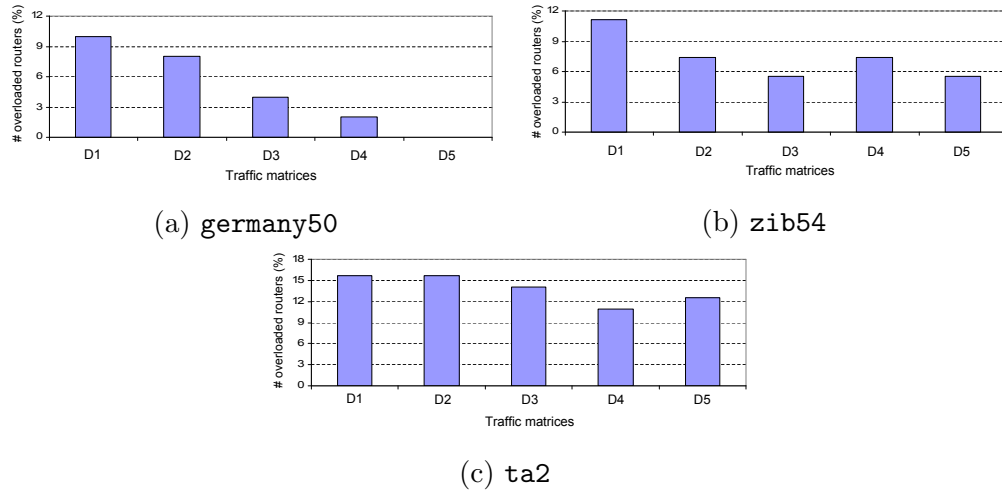 # overloaded routers (%)
12
9
6
3
0
D1 D2 D3 D4 D5
Traffic matrices
(a) germany50
# overloaded routers (%)
12
9
6
3
0
D1 D2 D3 D4 D5
Traffic matrices
(b) zib54
# overloaded routers (%)
18
15
12
9
6
3
0
D1 D2 D3 D4 D5
Traffic matrices
(c) ta2